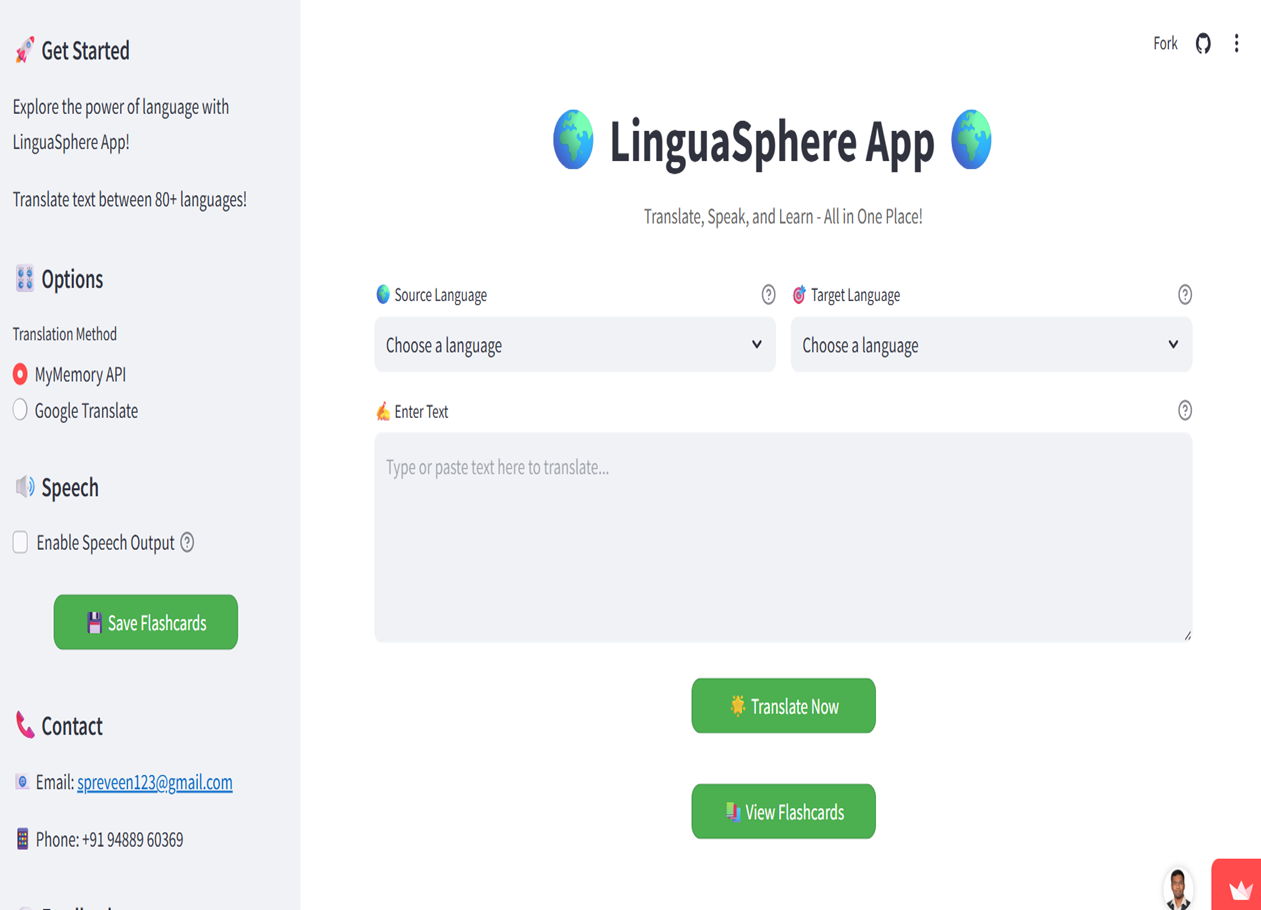 Get Started
Explore the power of language with
LinguaSphere App!
Translate text between 80+ languages!
Options
Translation Method
MyMemory API
Google Translate
Speech
Enable Speech Output
Save Flashcards
Contact
Email: spreveen123@gmail.com
Phone: +91 94889 60369
Fork
LinguaSphere App
Translate, Speak, and Learn - All in One Place!
Source Language
Target Language
Choose a language
Choose a language
Enter Text
Type or paste text here to translate...
Translate Now
View Flashcards